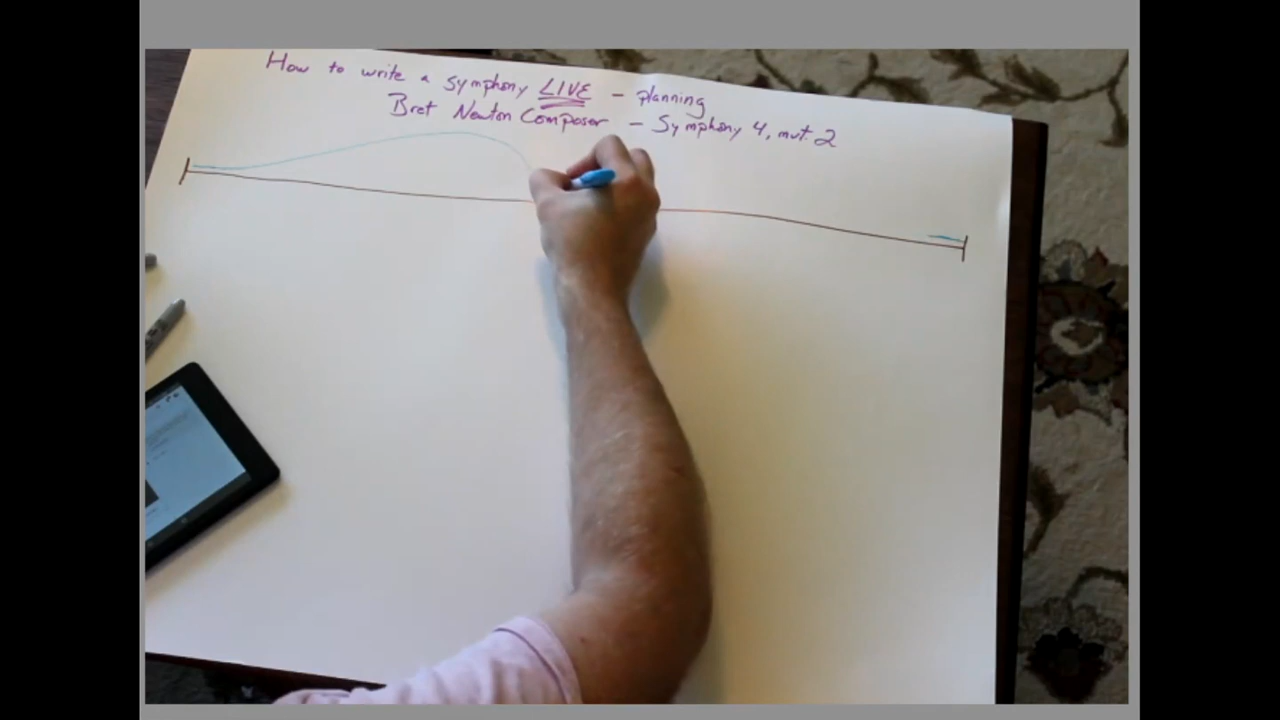 How to write a symphony LIVE - planning
Bret Newton Composer - Symphony 4, mvt. 2